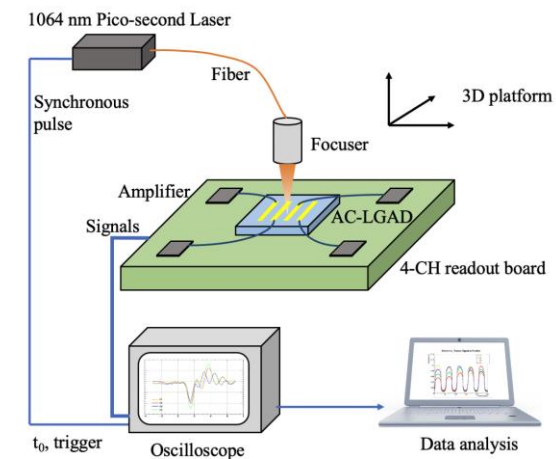 1064 nm Pico-second Laser
Fiber
Synchronous
pulse
3D platform
Focuser
Amplifier
AC-LGAD
Signals
4-CH readout board
t₀, trigger
Oscilloscope
Data analysis